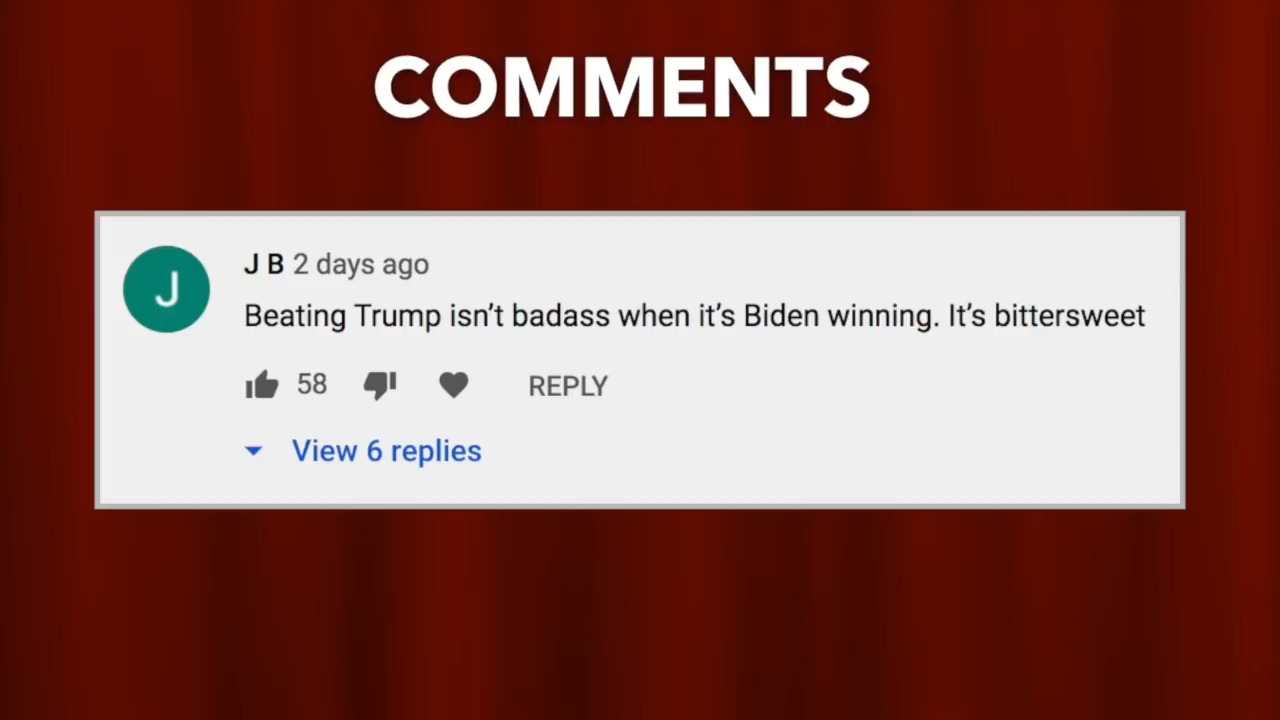 COMMENTS
J
J B 2 days ago
Beating Trump isn’t badass when it’s Biden winning. It’s bittersweet
58 REPLY
View 6 replies